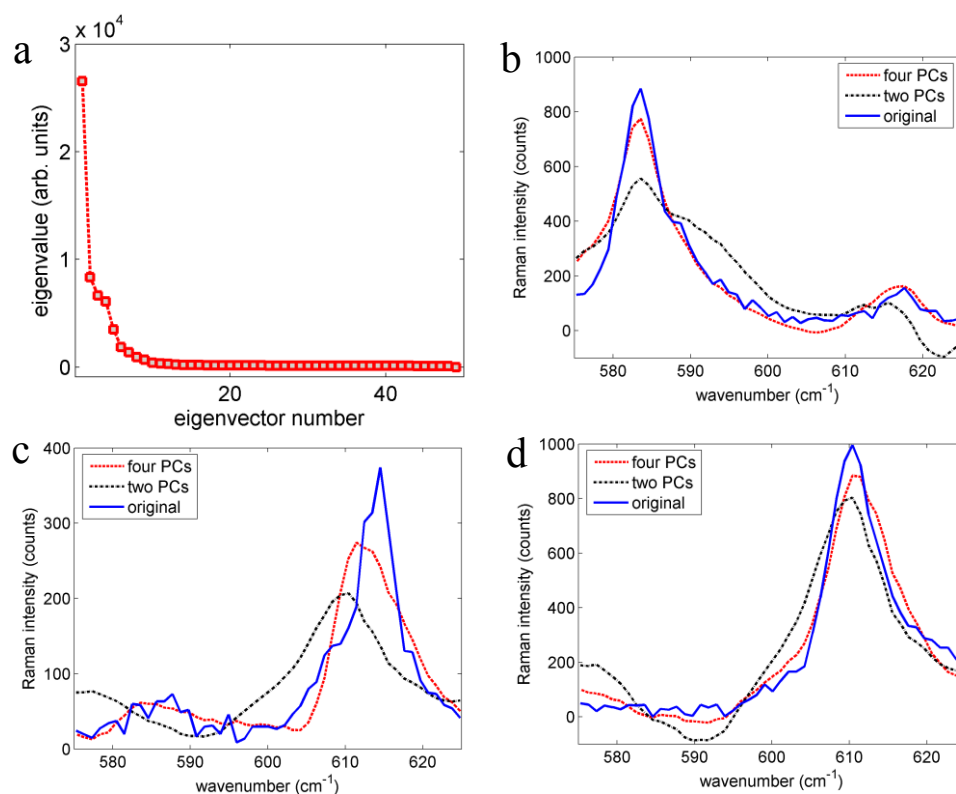 a
x 10⁴
3
2
1
0
20
40
eigenvalue (arb. units)
eigenvector number
b
1000
800
600
400
200
0
580
590
600
610
620
Raman intensity (counts)
wavenumber (cm⁻¹)
four PCs
two PCs
original
c
400
300
200
100
0
580
590
600
610
620
Raman intensity (counts)
wavenumber (cm⁻¹)
four PCs
two PCs
original
d
1000
800
600
400
200
0
580
590
600
610
620
Raman intensity (counts)
wavenumber (cm⁻¹)
four PCs
two PCs
original